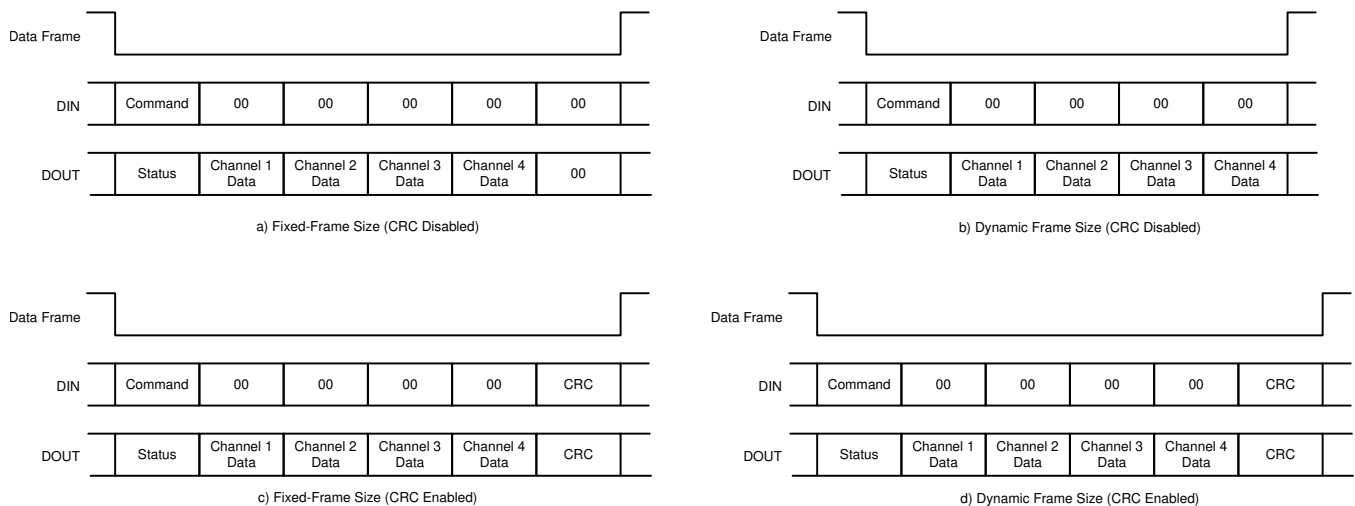 Data Frame
DIN Command 00 00 00 00 00
DOUT Status Channel 1 Data Channel 2 Data Channel 3 Data Channel 4 Data 00
a) Fixed-Frame Size (CRC Disabled)
Data Frame
DIN Command 00 00 00 00
DOUT Status Channel 1 Data Channel 2 Data Channel 3 Data Channel 4 Data
b) Dynamic Frame Size (CRC Disabled)
Data Frame
DIN Command 00 00 00 00 CRC
DOUT Status Channel 1 Data Channel 2 Data Channel 3 Data Channel 4 Data CRC
c) Fixed-Frame Size (CRC Enabled)
Data Frame
DIN Command 00 00 00 00 CRC
DOUT Status Channel 1 Data Channel 2 Data Channel 3 Data Channel 4 Data CRC
d) Dynamic Frame Size (CRC Enabled)